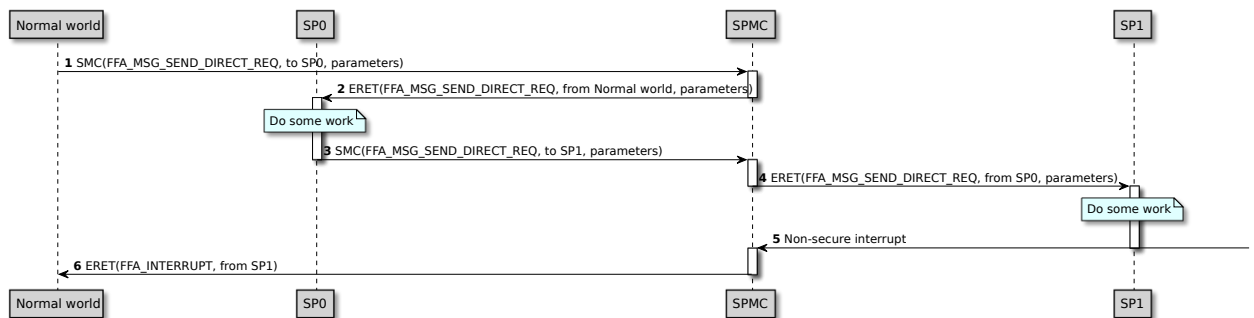 Normal world
SP0
SPMC
SP1
1 SMC(FFA_MSG_SEND_DIRECT_REQ, to SP0, parameters)
2 ERET(FFA_MSG_SEND_DIRECT_REQ, from Normal world, parameters)
Do some work
3 SMC(FFA_MSG_SEND_DIRECT_REQ, to SP1, parameters)
4 ERET(FFA_MSG_SEND_DIRECT_REQ, from SP0, parameters)
Do some work
5 Non-secure interrupt
6 ERET(FFA_INTERRUPT, from SP1)
Normal world
SP0
SPMC
SP1